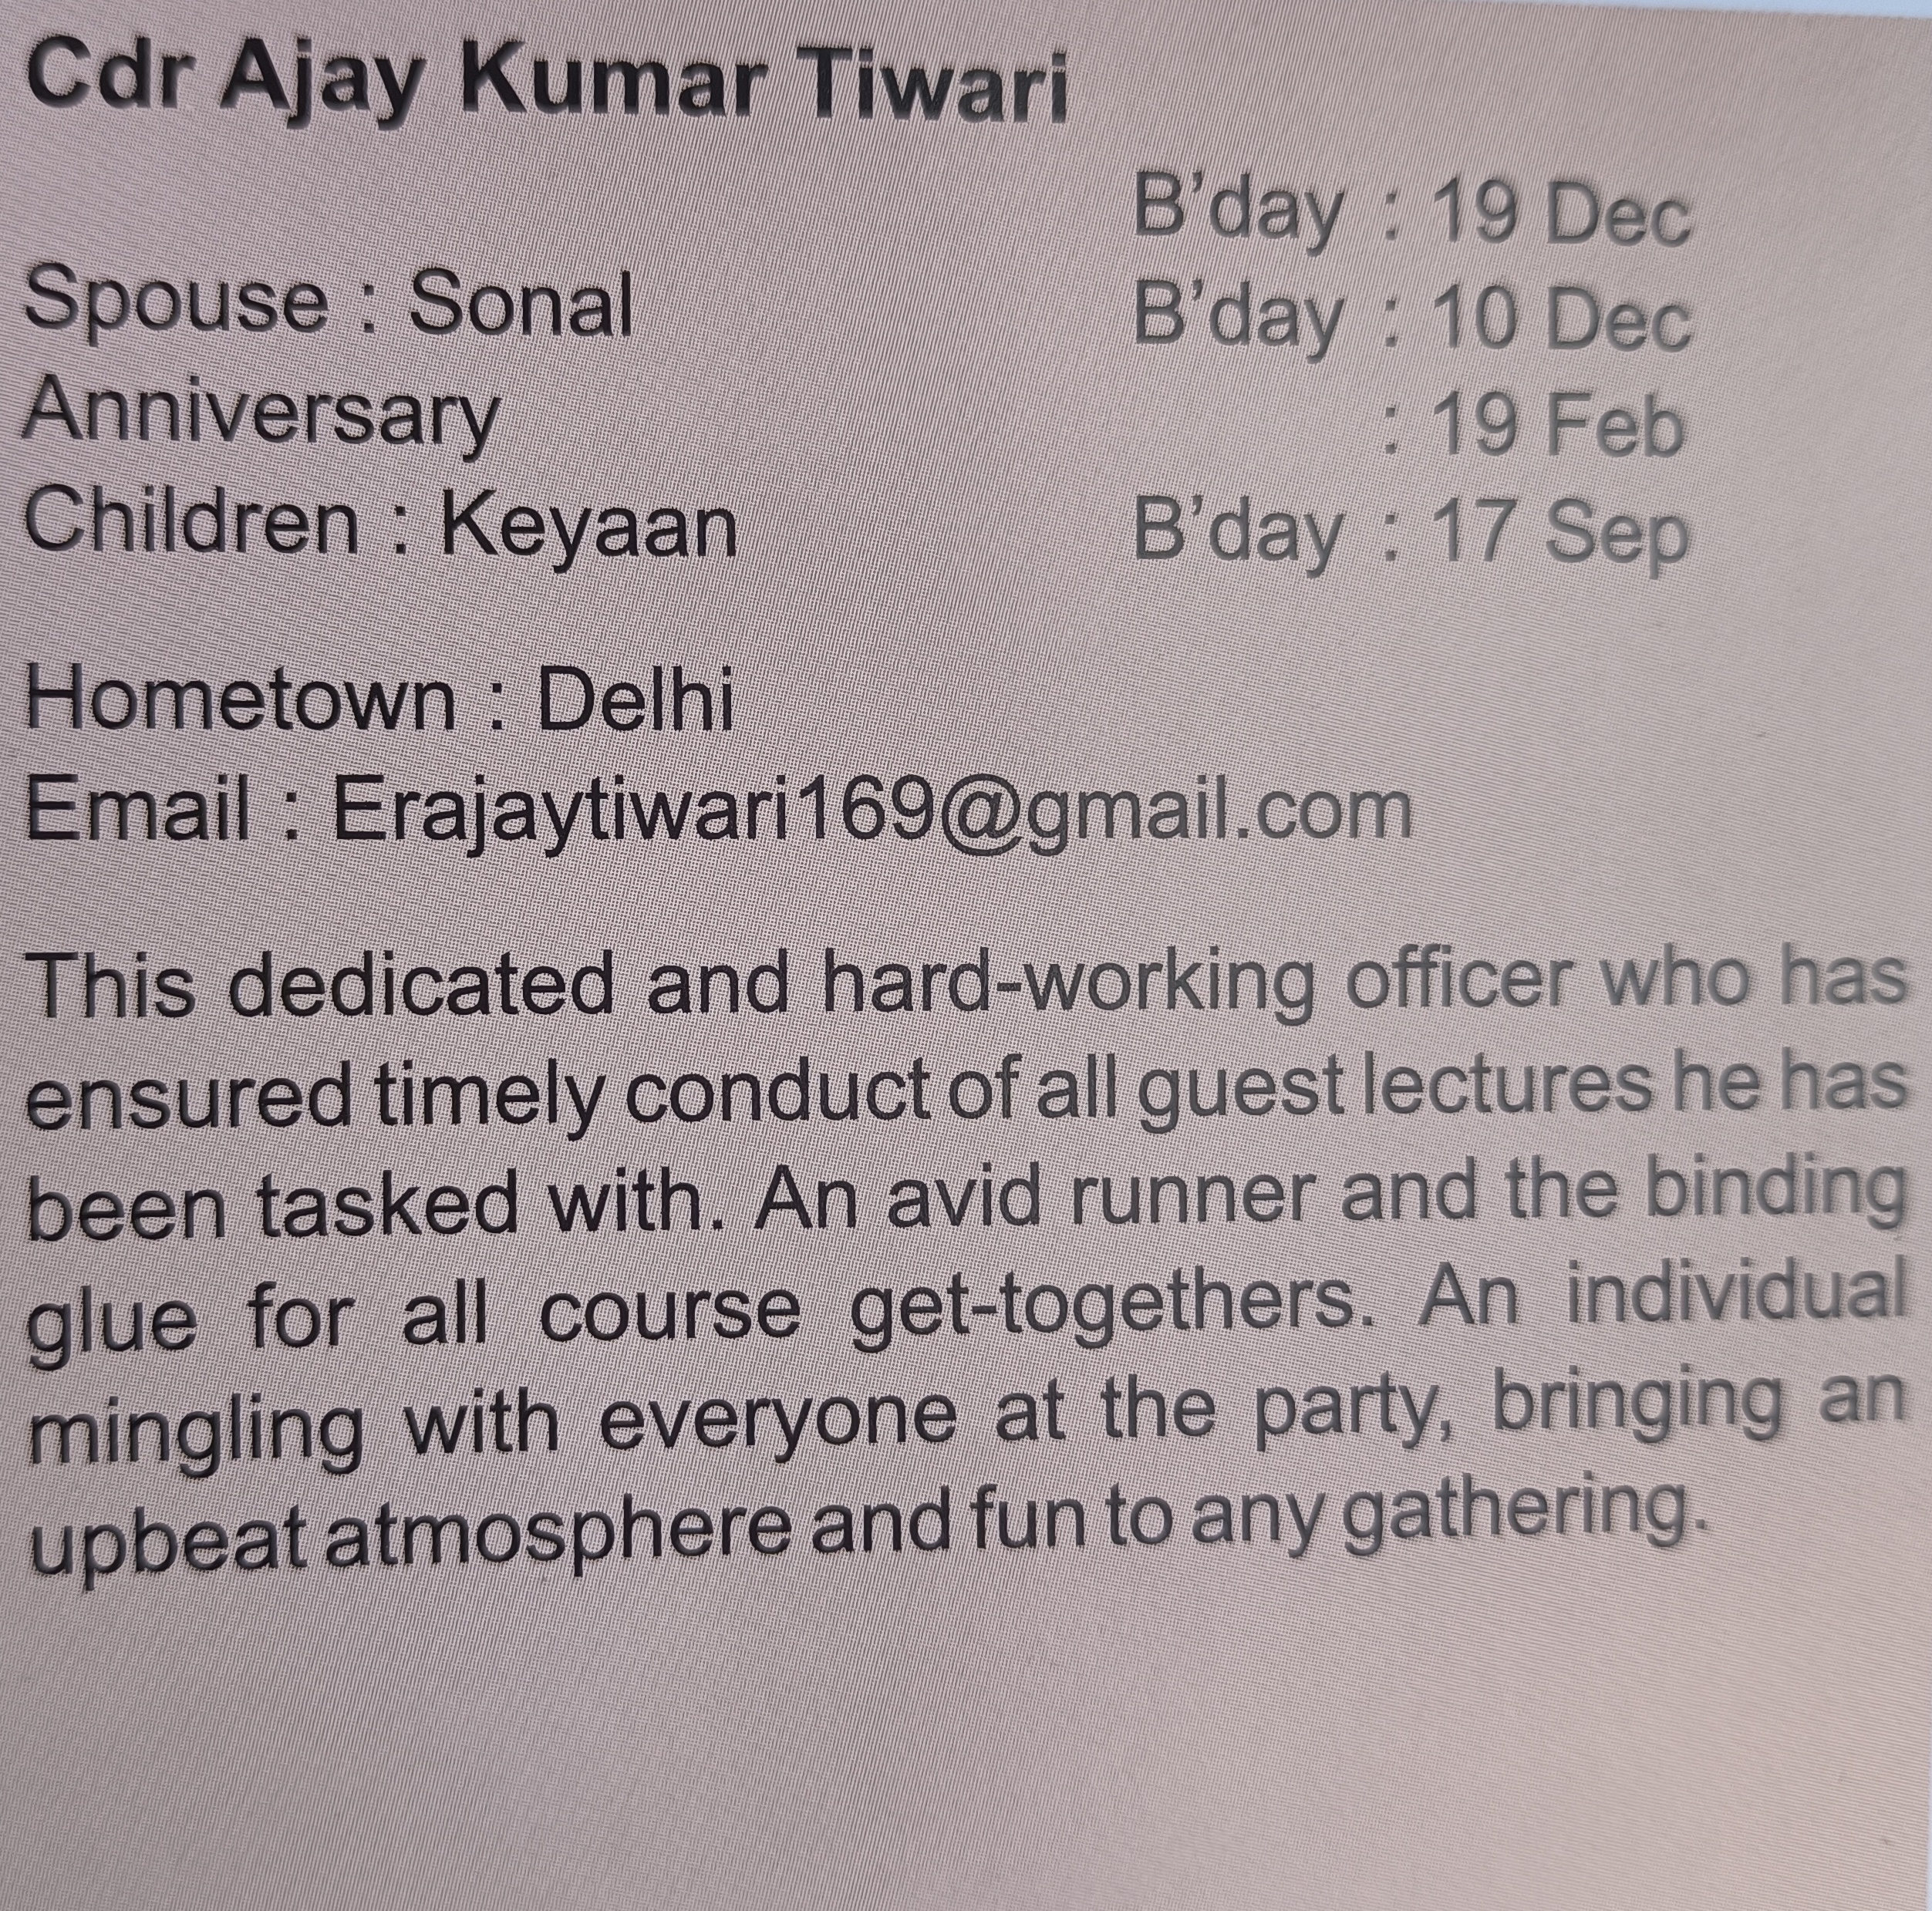 Cdr Ajay Kumar Tiwari
B'day : 19 Dec
Spouse : Sonal B'day : 10 Dec
Anniversary : 19 Feb
Children : Keyaan B'day : 17 Sep
Hometown : Delhi
Email : Erajaytiwari169@gmail.com
This dedicated and hard-working officer who has
ensured timely conduct of all guest lectures he has
been tasked with. An avid runner and the binding
glue for all course get-togethers. An individual
mingling with everyone at the party, bringing an
upbeat atmosphere and fun to any gathering.